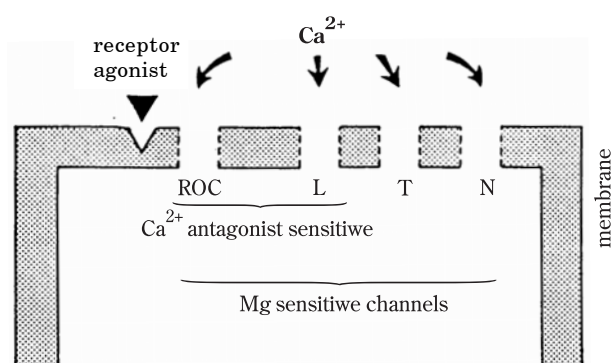 Ca2+
receptor
agonist
ROC L T N
Ca2+ antagonist sensitiwe
Mg sensitiwe channels
membrane